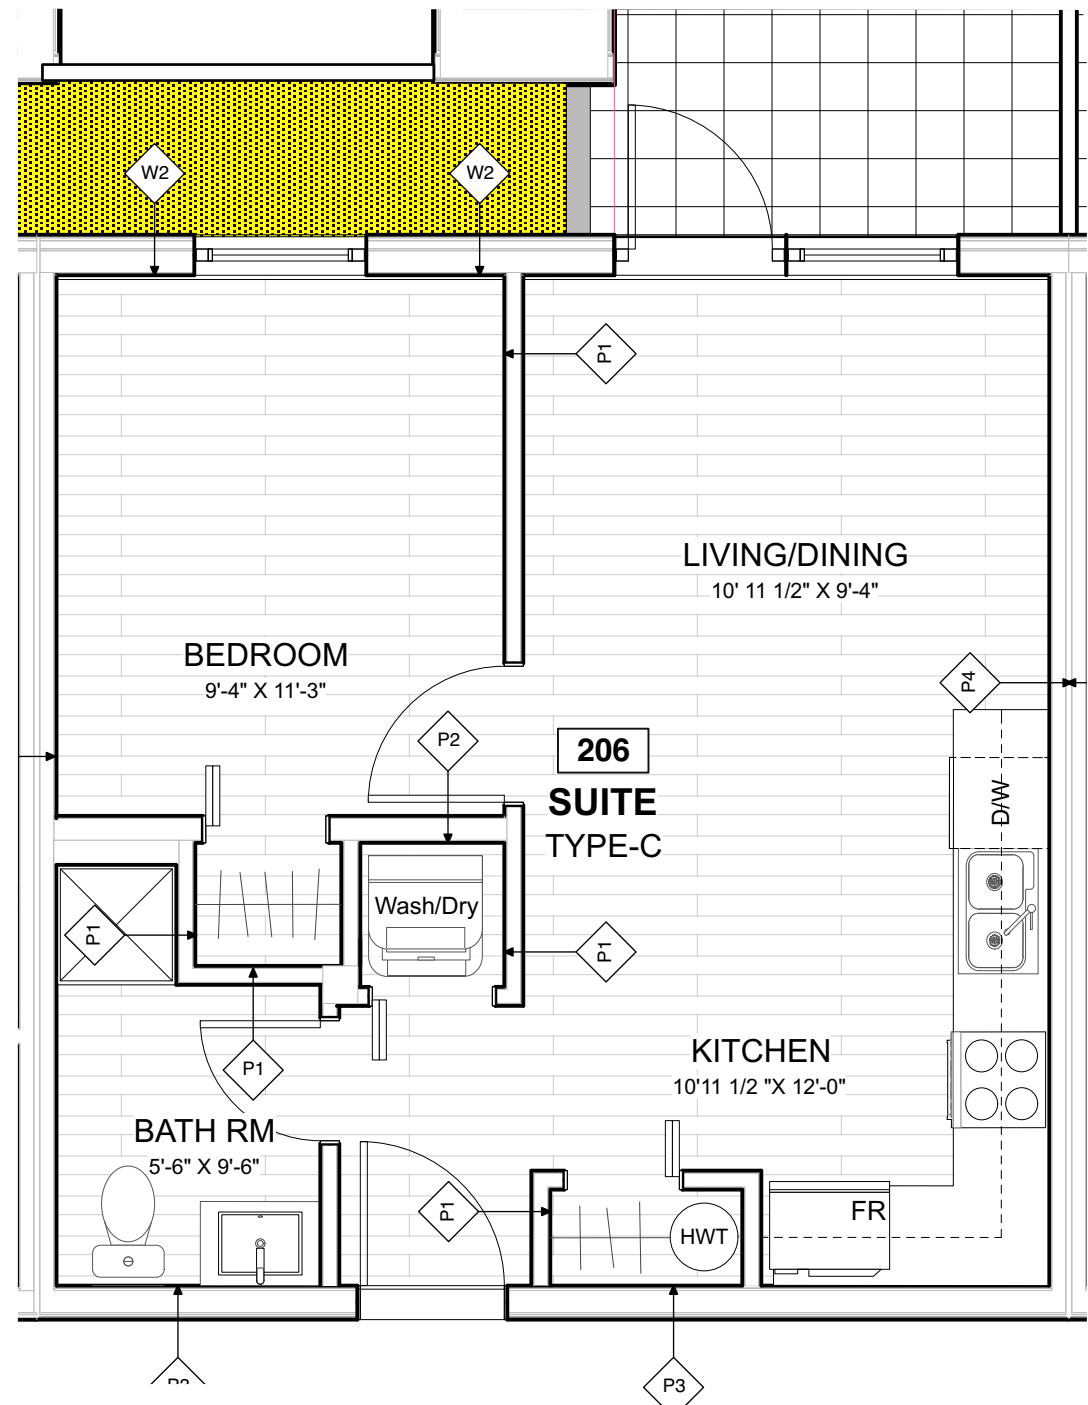 W2
W2
P1
LIVING/DINING
10' 11 1/2" X 9'-4"
BEDROOM
9'-4" X 11'-3"
P4
P2
206
SUITE
TYPE-C
D/W
Wash/Dry
P1
P1
P1
KITCHEN
10'11 1/2 "X 12'-0"
BATH RM
5'-6" X 9'-6"
P1
FR
HWT
P3